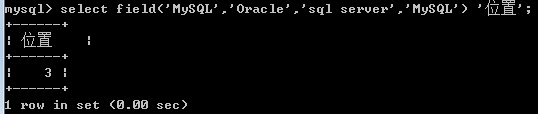 mysql> select field('MySQL','Oracle','sql server','MySQL') '位置';
+------+
| 位置    |
+------+
|    3 |
+------+
1 row in set (0.00 sec)